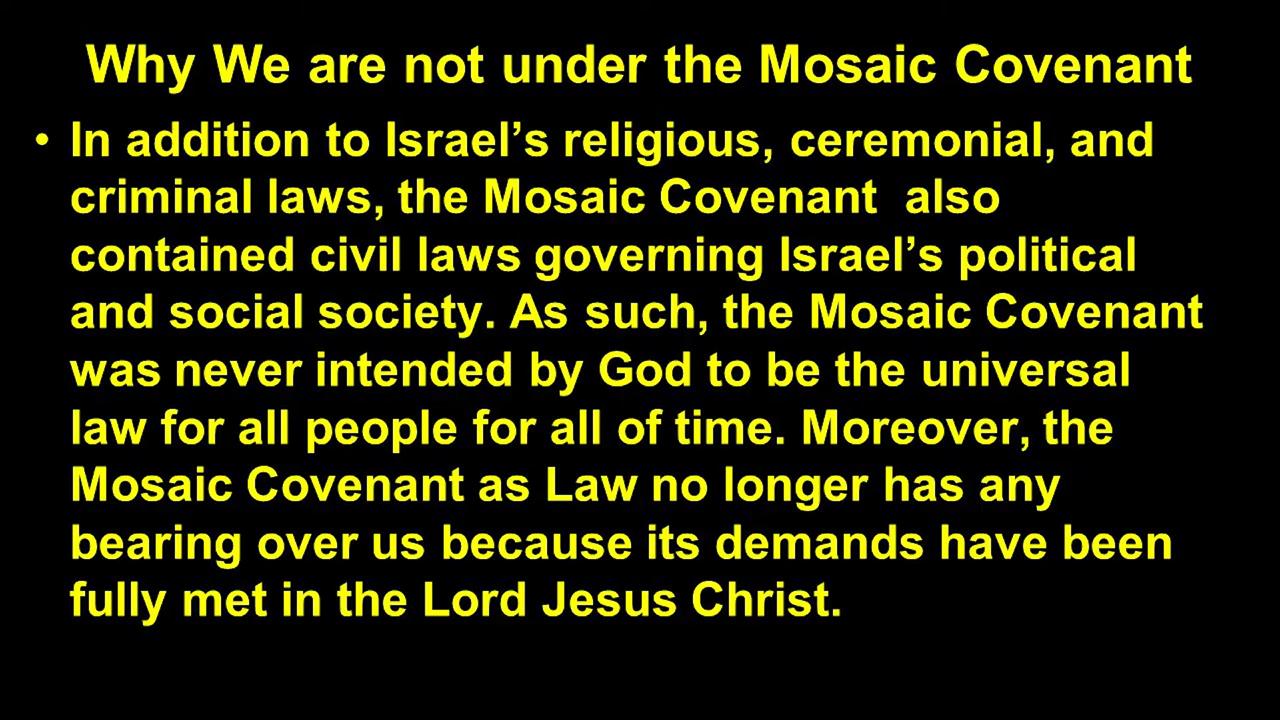 Why We are not under the Mosaic Covenant
• In addition to Israel’s religious, ceremonial, and
criminal laws, the Mosaic Covenant  also
contained civil laws governing Israel’s political
and social society. As such, the Mosaic Covenant
was never intended by God to be the universal
law for all people for all of time. Moreover, the
Mosaic Covenant as Law no longer has any
bearing over us because its demands have been
fully met in the Lord Jesus Christ.